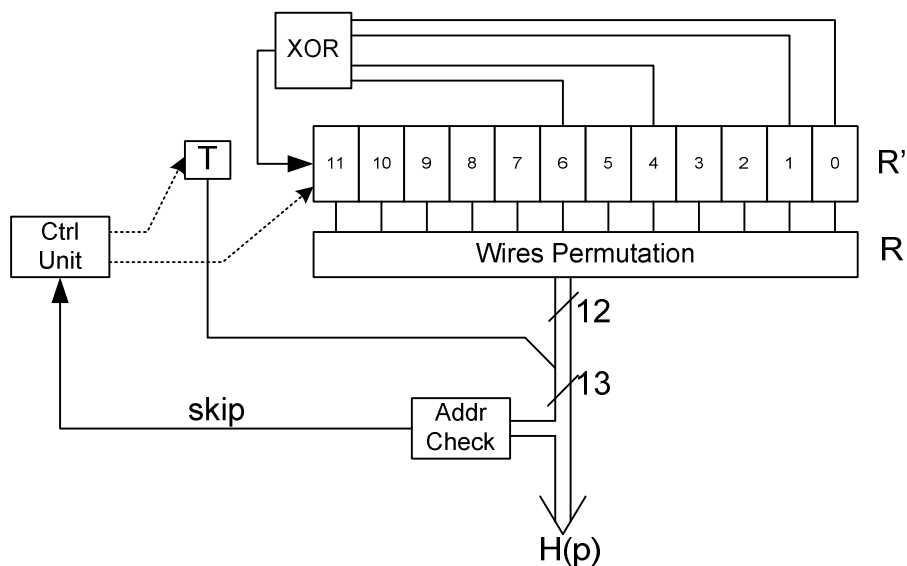 XOR
T
11 10 9 8 7 6 5 4 3 2 1 0
R'
Ctrl
Unit
Wires Permutation
R
12
13
skip
Addr
Check
H(p)